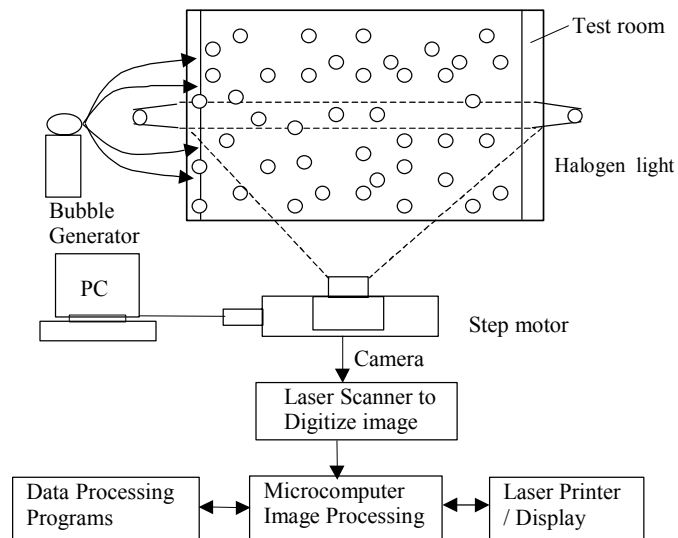 Test room
Halogen light
Bubble
Generator
PC
Step motor
Camera
Laser Scanner to
Digitize image
Data Processing
Programs
Microcomputer
Image Processing
Laser Printer
/ Display